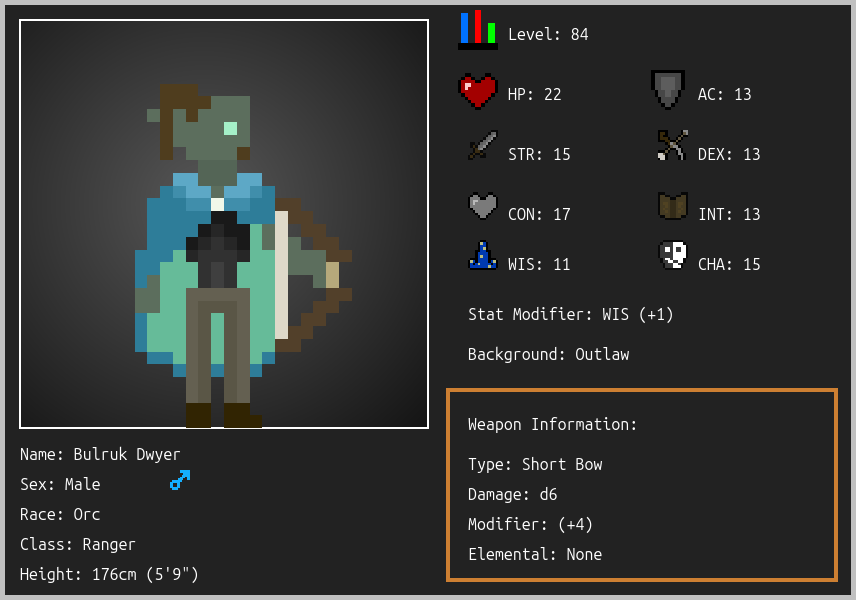 Level: 84
HP: 22
AC: 13
STR: 15
DEX: 13
CON: 17
INT: 13
WIS: 11
CHA: 15
Stat Modifier: WIS (+1)
Background: Outlaw
Weapon Information:
Type: Short Bow
Damage: d6
Modifier: (+4)
Elemental: None
Name: Bulruk Dwyer
Sex: Male
Race: Orc
Class: Ranger
Height: 176cm (5'9")